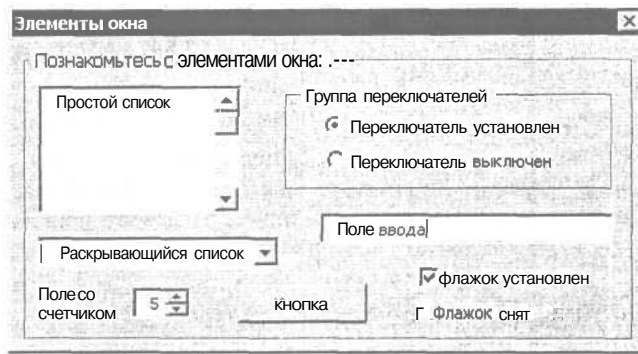 Элементы окна
Познакомьтесь с элементами окна: .---
Простой список
Группа переключателей
Переключатель установлен
Переключатель выключен
Поле ввода
Раскрывающийся список
флажок установлен
Поле со
счетчиком
5
кнопка
Г Флажок снят